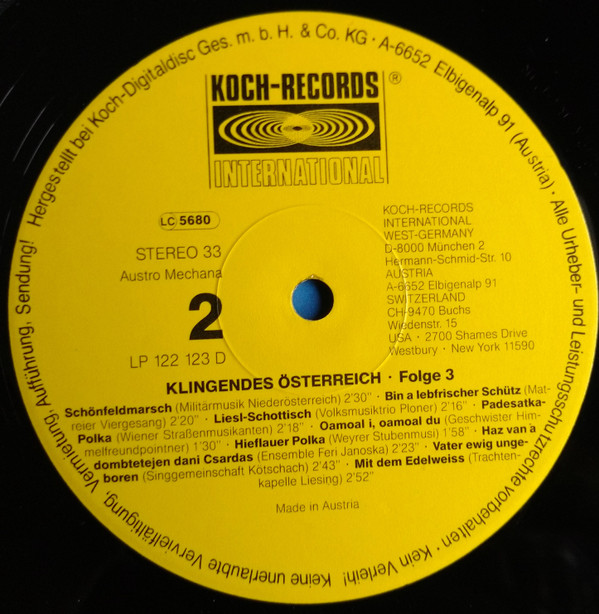 Hergestellt bei Koch-Digitaldisc Ges. m. b. H. & Co. KG · A-6652 Elbigenalp 91 (Austria) · Alle Urheber- und Leistungsschutzrechte vorbehalten · Kein Verleih! Keine unerlaubte Vervielfältigung, Vermietung, Aufführung, Sendung!
KOCH-RECORDS ®
INTERNATIONAL
LC 5680
STEREO 33
Austro Mechana
2
LP 122 123 D
KOCH-RECORDS
INTERNATIONAL
WEST-GERMANY
D-8000 München 2
Hermann-Schmid-Str. 10
AUSTRIA
A-6652 Elbigenalp 91
SWITZERLAND
CH-9470 Buchs
Wiedenstr. 15
USA · 2700 Shames Drive
Westbury · New York 11590
KLINGENDES ÖSTERREICH · Folge 3
Schönfeldmarsch (Militärmusik Niederösterreich) 2'30" · Bin a lebfrischer Schütz (Mat-
reier Viergesang) 2'20" · Liesl-Schottisch (Volksmusiktrio Ploner) 2'16" · Padesatka-
Polka (Wiener Straßenmusikanten) 2'18" · Oamoal i, oamoal du (Geschwister Him-
melfreundpointner) 1'30" · Hieflauer Polka (Weyrer Stubenmusi) 1'58" · Haz van a
dombtetejen dani Csardas (Ensemble Feri Janoska) 2'23" · Vater ewig unge-
boren (Singgemeinschaft Kötschach) 2'43" · Mit dem Edelweiss (Trachten-
kapelle Liesing) 2'52"
Made in Austria